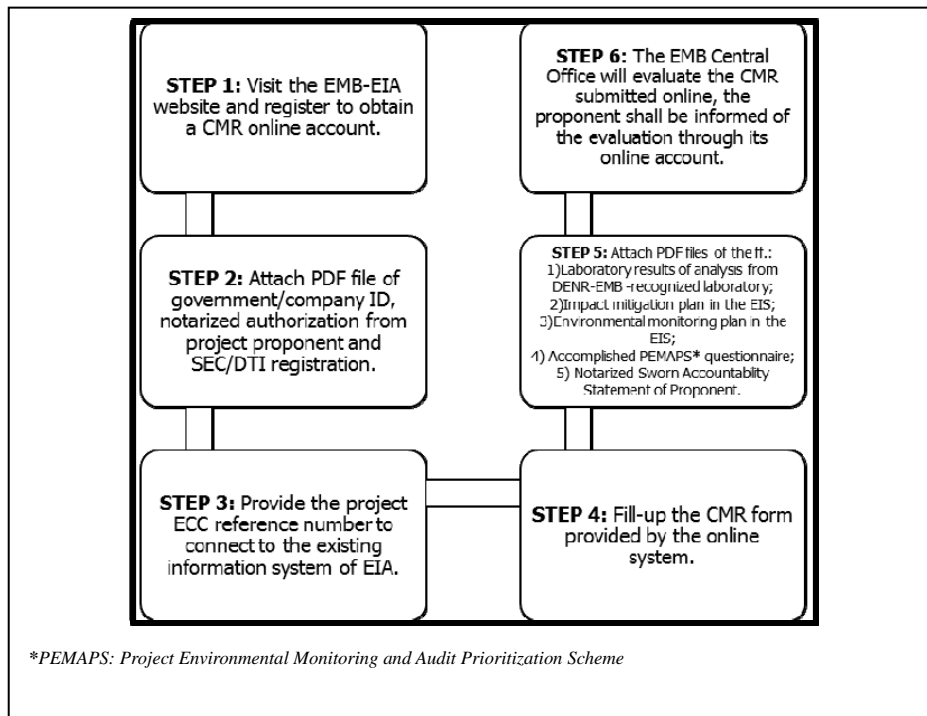 STEP 1: Visit the EMB-EIA
website and register to obtain
a CMR online account.
STEP 2: Attach PDF file of
government/company ID,
notarized authorization from
project proponent and
SEC/DTI registration.
STEP 3: Provide the project
ECC reference number to
connect to the existing
information system of EIA.
STEP 4: Fill-up the CMR form
provided by the online
system.
STEP 5: Attach PDF files of the ff.:
1)Laboratory results of analysis from
DENR-EMB -recognized laboratory;
2)Impact mitigation plan in the EIS;
3)Environmental monitoring plan in the
EIS;
4) Accomplished PEMAPS* questionnaire;
5) Notarized Sworn Accountablity
Statement of Proponent.
STEP 6: The EMB Central
Office will evaluate the CMR
submitted online, the
proponent shall be informed of
the evaluation through its
online account.
*PEMAPS: Project Environmental Monitoring and Audit Prioritization Scheme